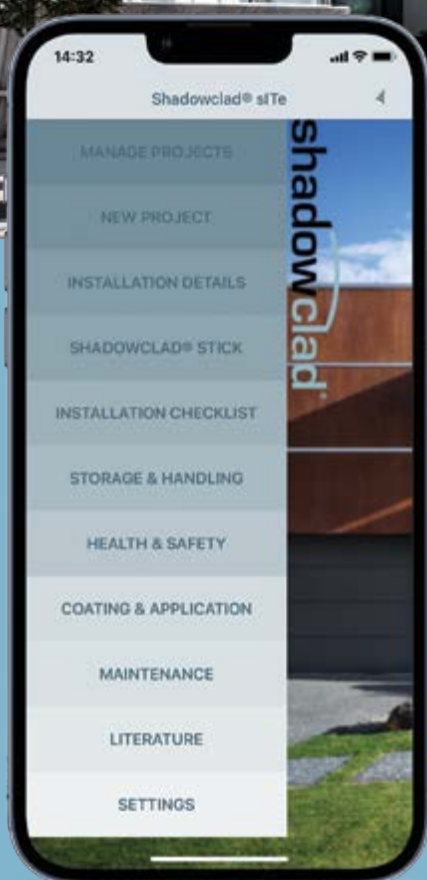 14:32
Shadowclad® sITe
MANAGE PROJECTS
NEW PROJECT
INSTALLATION DETAILS
SHADOWCLAD® STICK
INSTALLATION CHECKLIST
STORAGE & HANDLING
HEALTH & SAFETY
COATING & APPLICATION
MAINTENANCE
LITERATURE
SETTINGS
shadowclad®